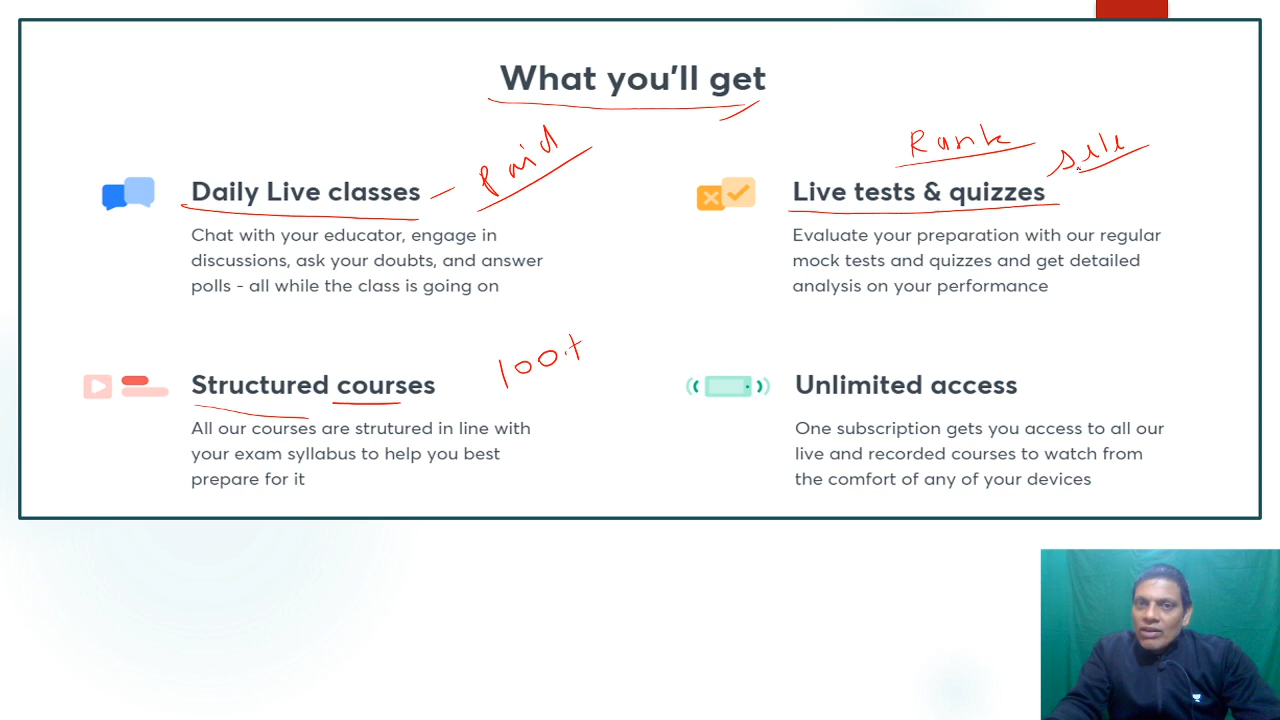 What you'll get
Paid
Rank
Daily Live classes
Live tests & quizzes
Chat with your educator, engage in
discussions, ask your doubts, and answer
polls - all while the class is going on
Evaluate your preparation with our regular
mock tests and quizzes and get detailed
analysis on your performance
100+
Structured courses
Unlimited access
All our courses are strutured in line with
your exam syllabus to help you best
prepare for it
One subscription gets you access to all our
live and recorded courses to watch from
the comfort of any of your devices